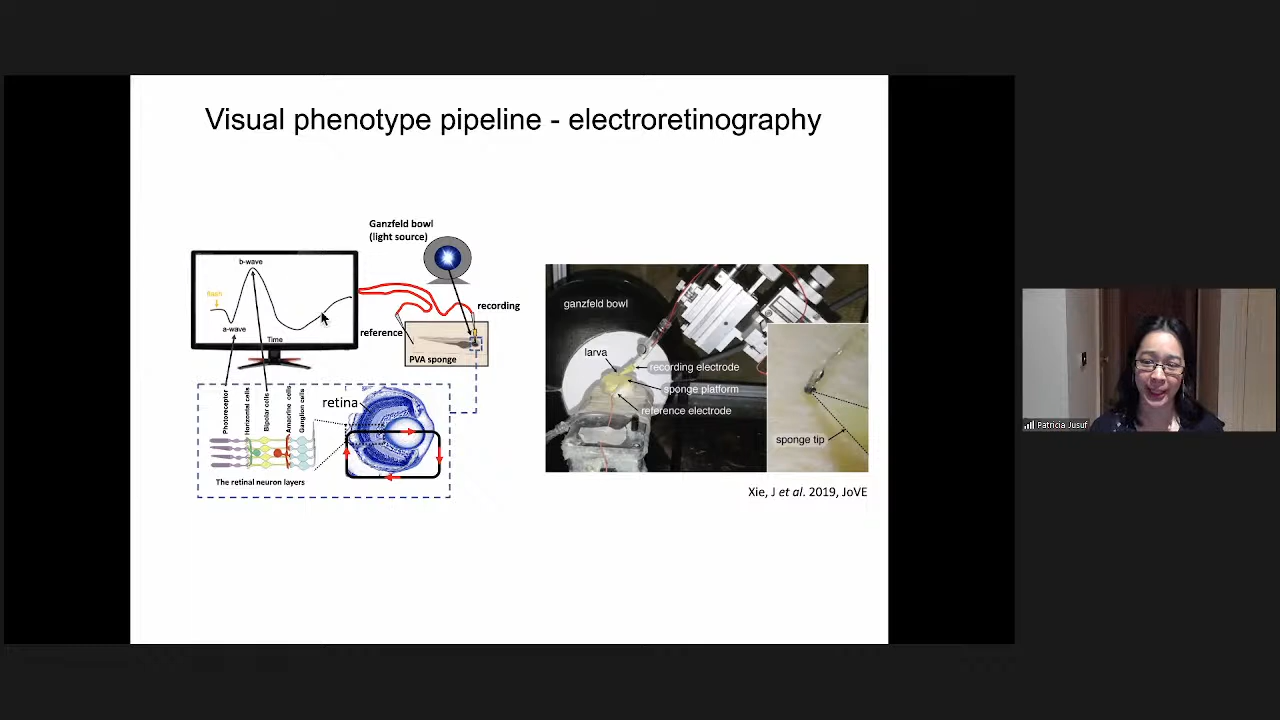 Visual phenotype pipeline - electroretinography
Ganzfeld bowl
(light source)
b-wave
flash
a-wave
Time
recording
reference
PVA sponge
retina
Photoreceptor
Horizontal cells
Bipolar cells
Amacrine cells
Ganglion cells
The retinal neuron layers
ganzfeld bowl
larva
recording electrode
sponge platform
reference electrode
sponge tip
Xie, J et al. 2019, JoVE
Patricia Jusuf